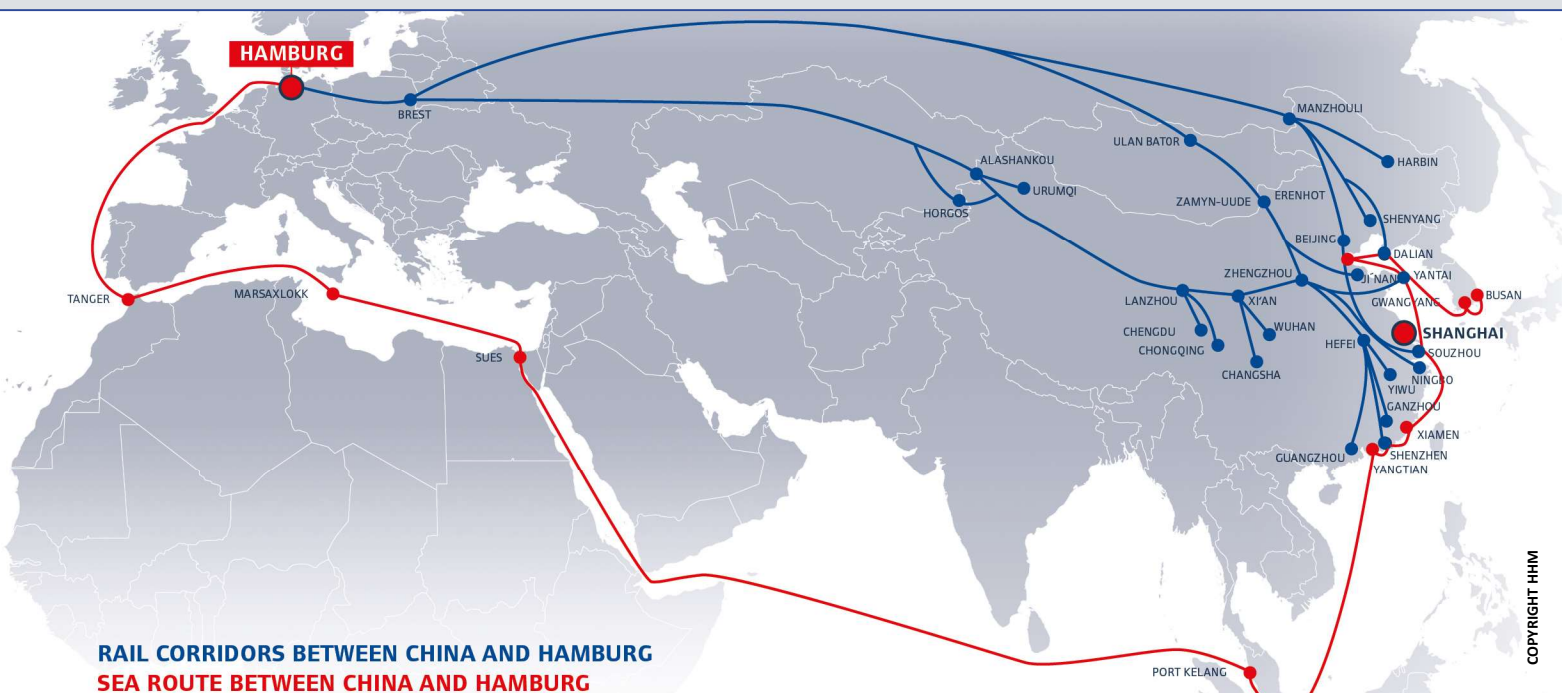 HAMBURG
BREST
MANZHOULI
ULAN BATOR
HARBIN
ALASHANKOU
URUMQI
HORGOS
ZAMYN-UUDE
ERENHOT
SHENYANG
BEIJING
DALIAN
ZHENGZHOU
JI´NAN
YANTAI
TANGER
MARSAXLOKK
LANZHOU
XI'AN
GWANGYANG
BUSAN
CHENGDU
WUHAN
SHANGHAI
SUES
CHONGQING
HEFEI
SOUZHOU
CHANGSHA
NINGBO
YIWU
GANZHOU
XIAMEN
GUANGZHOU
SHENZHEN
YANGTIAN
COPYRIGHT HHM
RAIL CORRIDORS BETWEEN CHINA AND HAMBURG
SEA ROUTE BETWEEN CHINA AND HAMBURG
PORT KELANG